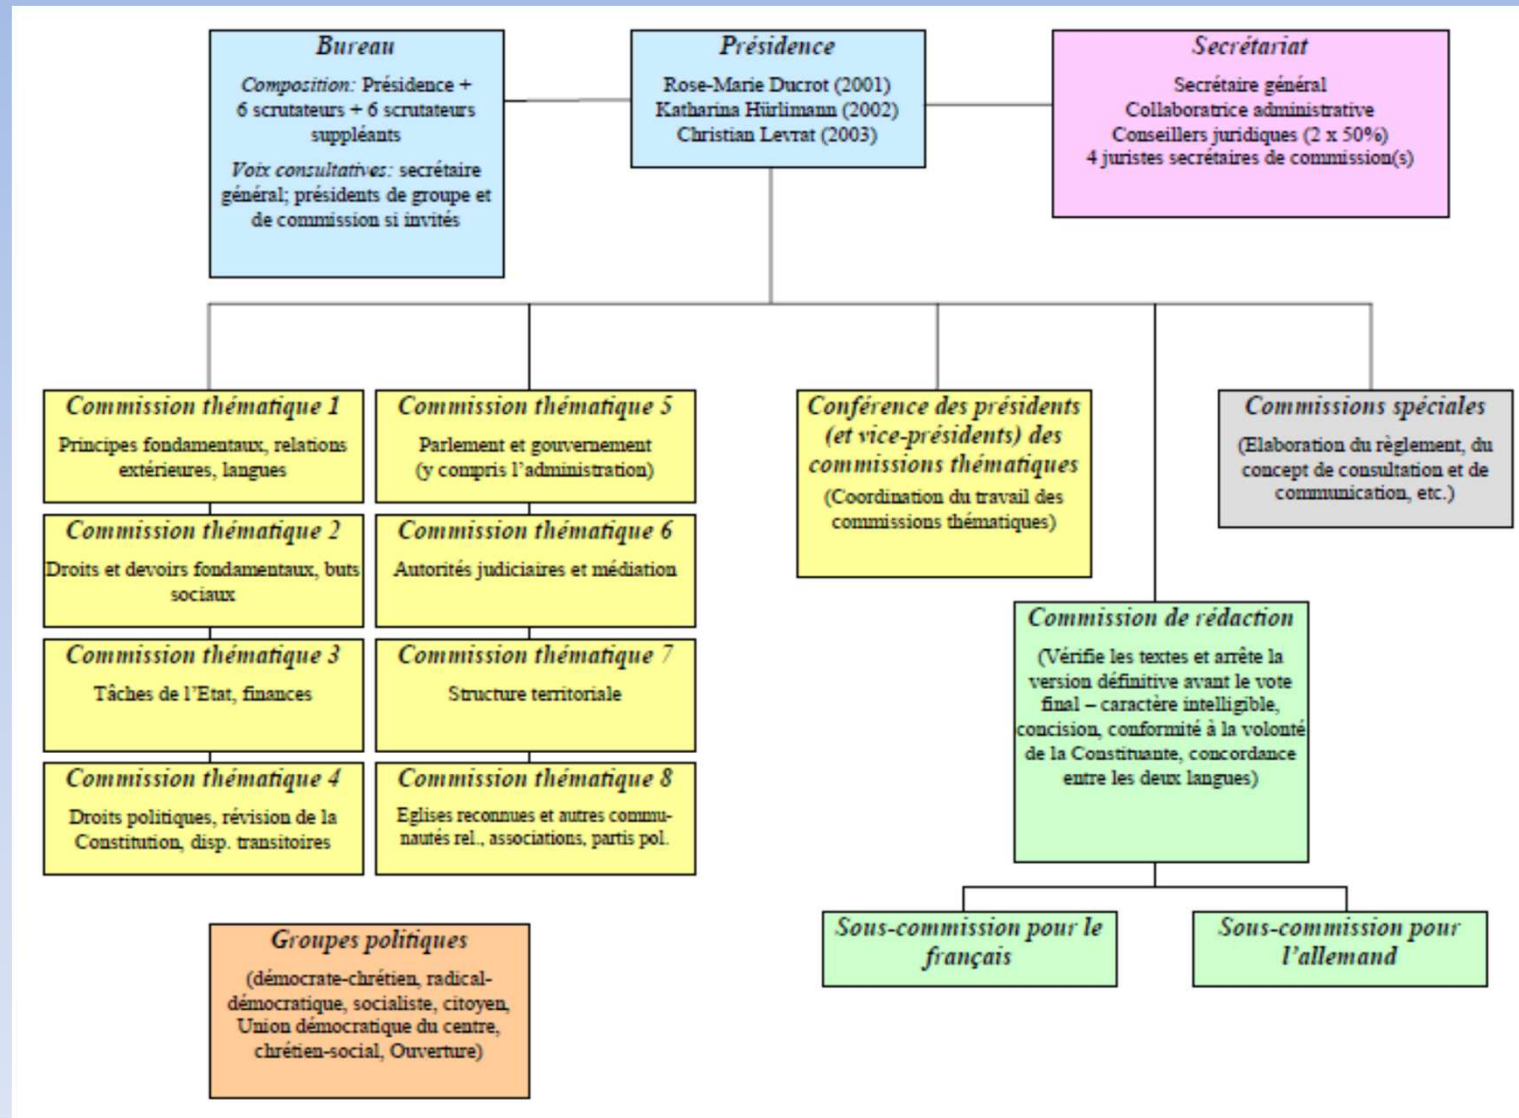 Bureau
Composition: Présidence +
6 scrutateurs + 6 scrutateurs
suppléants
Voix consultatives: secrétaire
général; présidents de groupe et
de commission si invités
Présidence
Rose-Marie Ducrot (2001)
Katharina Hürlimann (2002)
Christian Levrat (2003)
Secrétariat
Secrétaire général
Collaboratrice administrative
Conseillers juridiques (2 x 50%)
4 juristes secrétaires de commission(s)
Commission thématique 1
Principes fondamentaux, relations
extérieures, langues
Commission thématique 2
Droits et devoirs fondamentaux, buts
sociaux
Commission thématique 3
Tâches de l'Etat, finances
Commission thématique 4
Droits politiques, révision de la
Constitution, disp. transitoires
Commission thématique 5
Parlement et gouvernement
(y compris l'administration)
Commission thématique 6
Autorités judiciaires et médiation
Commission thématique 7
Structure territoriale
Commission thématique 8
Eglises reconnues et autres commu-
nautés rel., associations, partis pol.
Conférence des présidents
(et vice-présidents) des
commissions thématiques
(Coordination du travail des
commissions thématiques)
Commissions spéciales
(Elaboration du règlement, du
concept de consultation et de
communication, etc.)
Commission de rédaction
(Vérifie les textes et arrête la
version définitive avant le vote
final – caractère intelligible,
concision, conformité à la volonté
de la Constituante, concordance
entre les deux langues)
Sous-commission pour le
français
Sous-commission pour
l'allemand
Groupes politiques
(démocrate-chrétien, radical-
démocratique, socialiste, citoyen,
Union démocratique du centre,
chrétien-social, Ouverture)